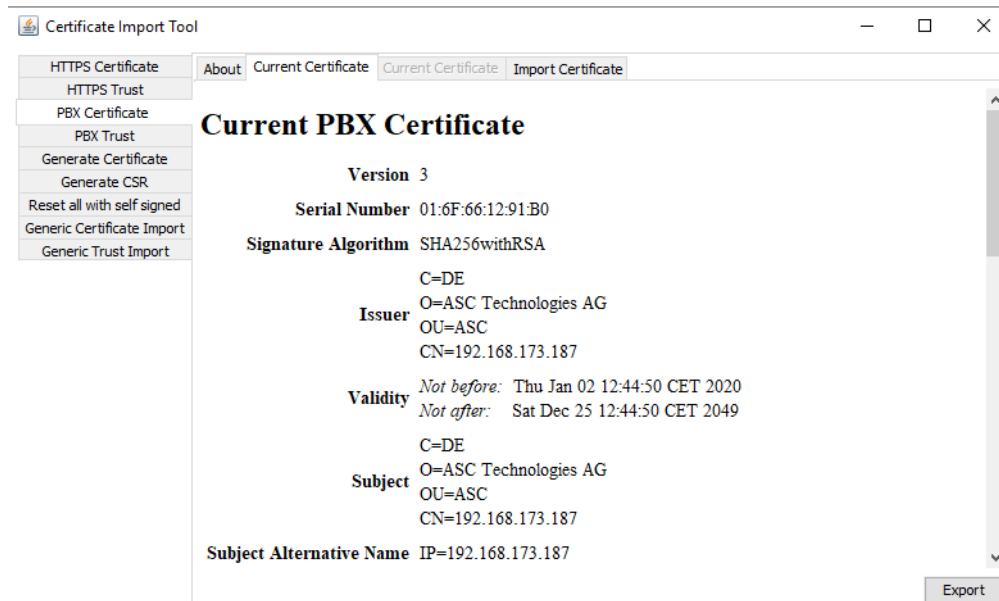 Certificate Import Tool
HTTPS Certificate
HTTPS Trust
PBX Certificate
PBX Trust
Generate Certificate
Generate CSR
Reset all with self signed
Generic Certificate Import
Generic Trust Import
About Current Certificate Current Certificate Import Certificate
Current PBX Certificate
Version 3
Serial Number 01:6F:66:12:91:B0
Signature Algorithm SHA256withRSA
Issuer
C=DE
O=ASC Technologies AG
OU=ASC
CN=192.168.173.187
Validity
Not before: Thu Jan 02 12:44:50 CET 2020
Not after: Sat Dec 25 12:44:50 CET 2049
Subject
C=DE
O=ASC Technologies AG
OU=ASC
CN=192.168.173.187
Subject Alternative Name IP=192.168.173.187
Export